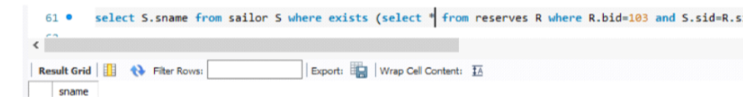 61 select S.sname from sailor S where exists (select * from reserves R where R.bid=103 and S.sid=R.s
Result Grid Filter Rows: Export: Wrap Cell Content:
sname